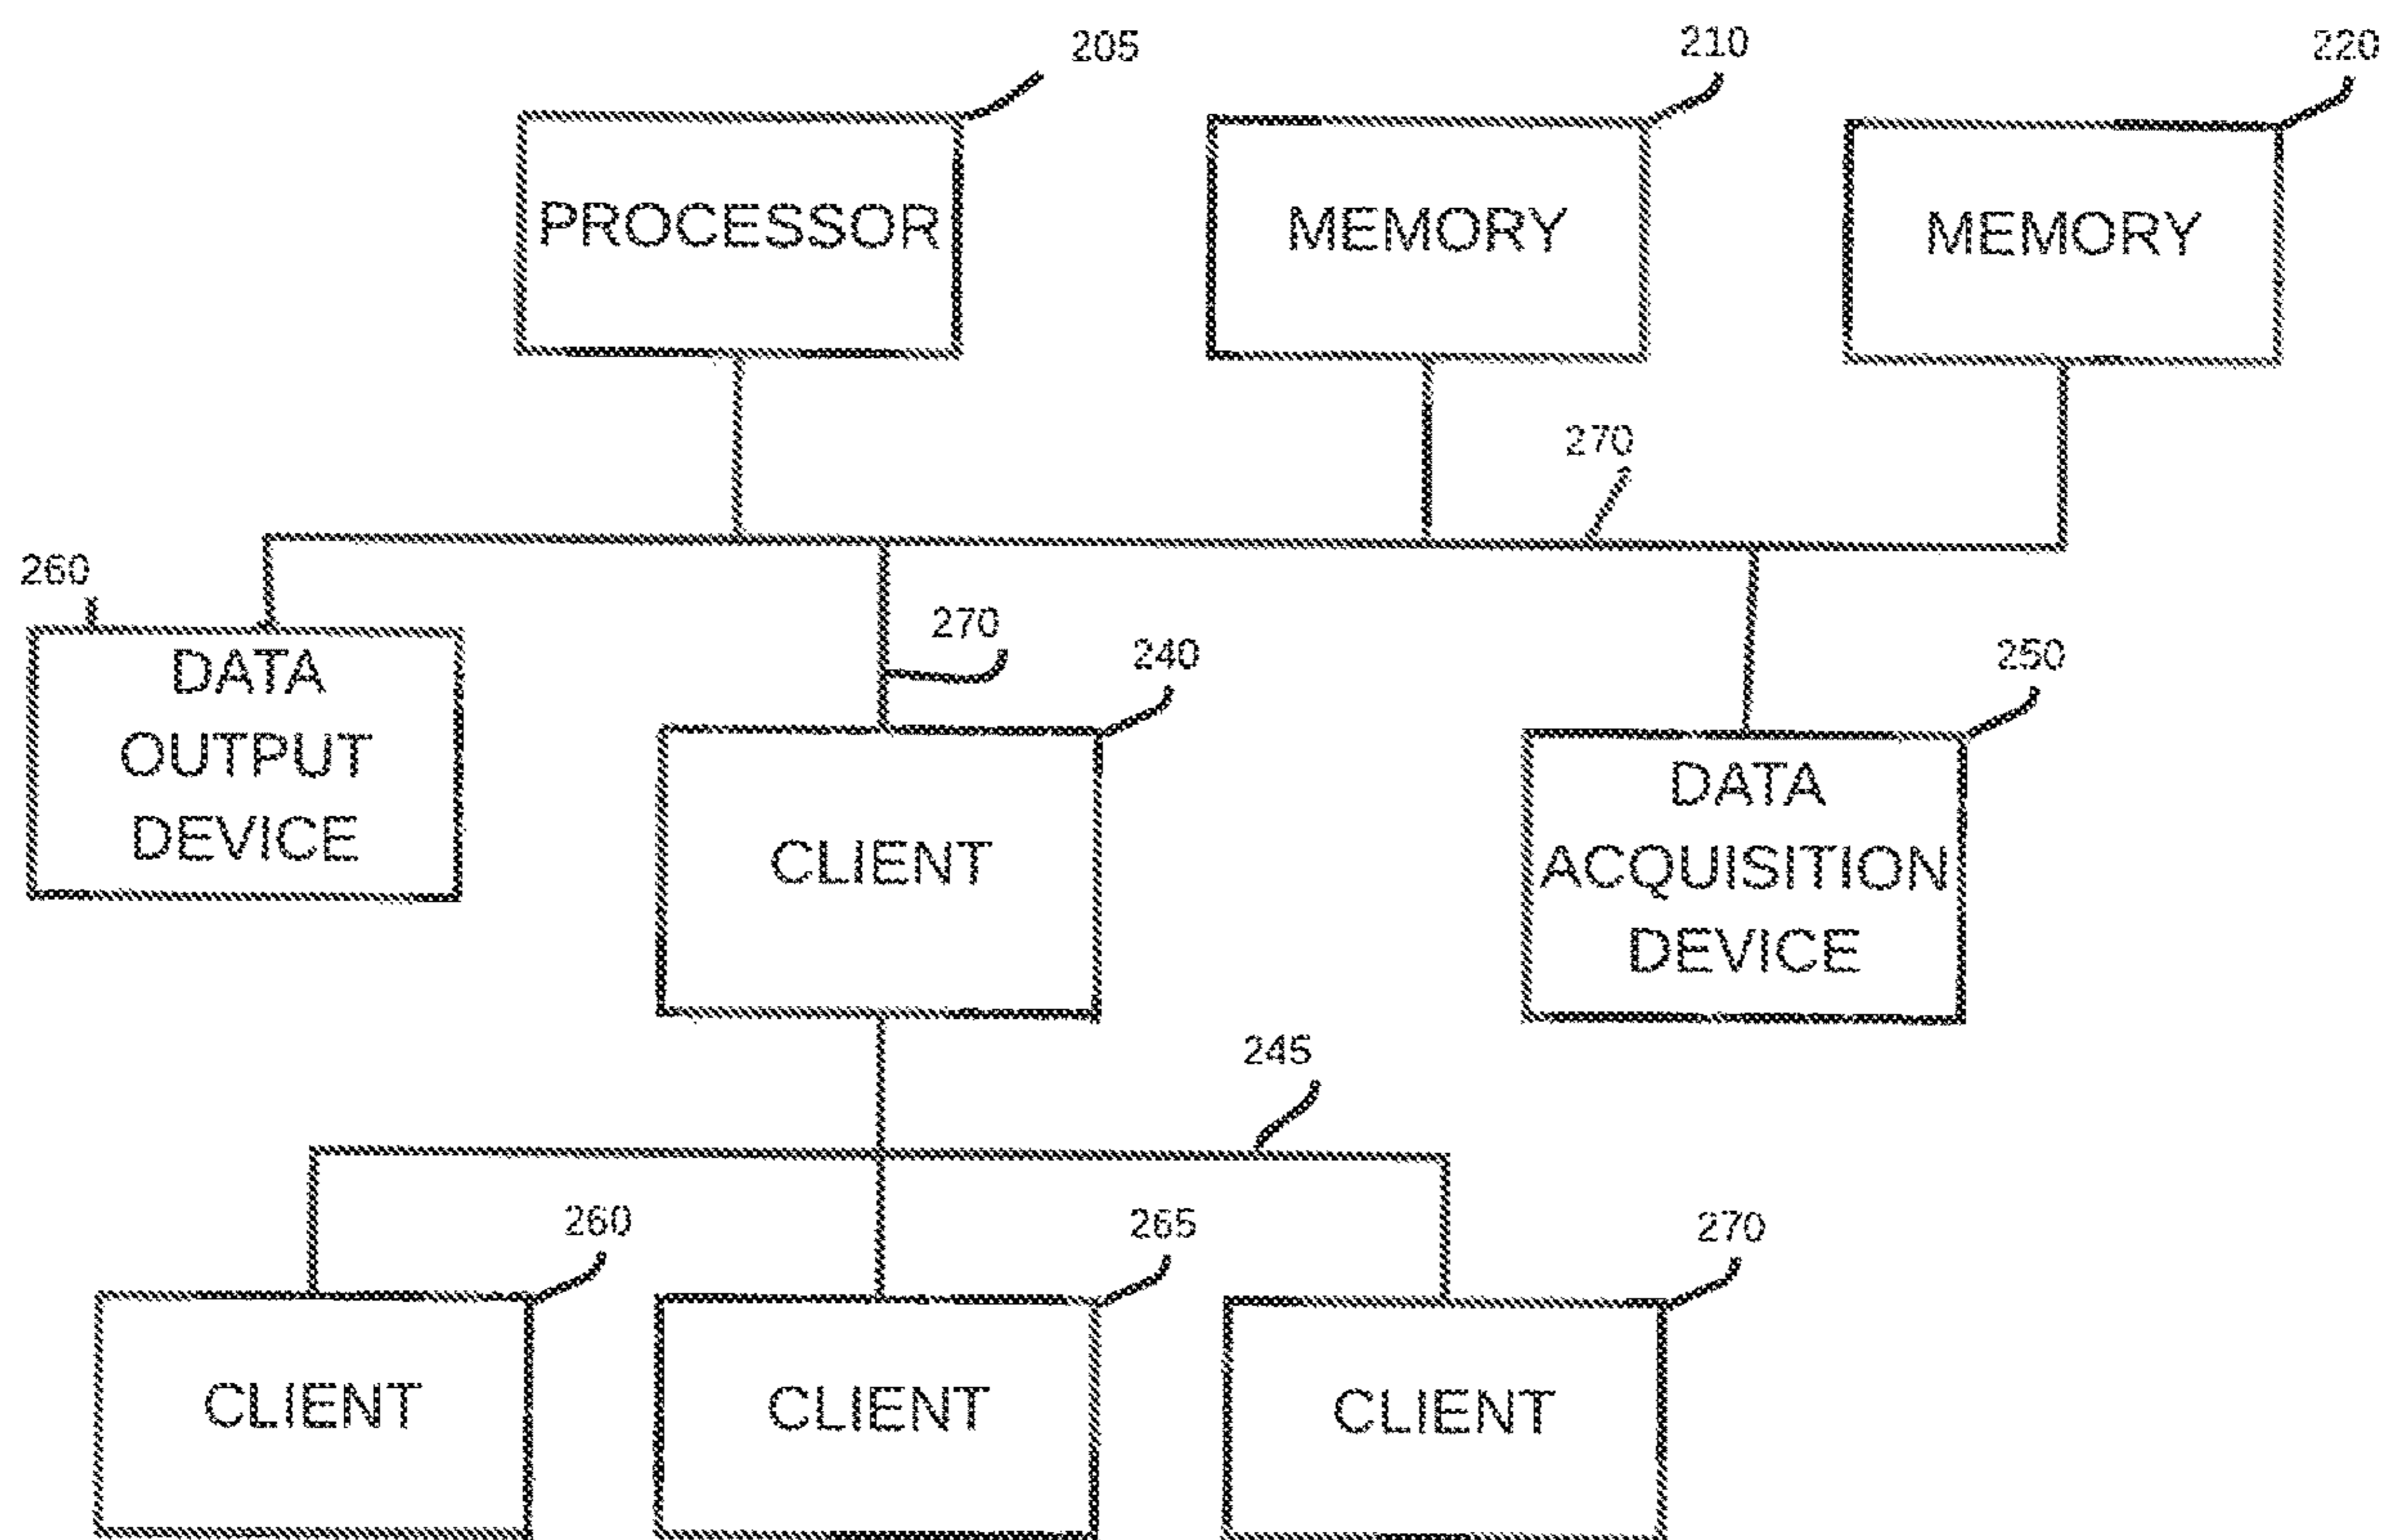 205
210
220
PROCESSOR
MEMORY
MEMORY
270
260
270
240
250
DATA
OUTPUT
DEVICE
CLIENT
DATA
ACQUISITION
DEVICE
245
260
265
270
CLIENT
CLIENT
CLIENT